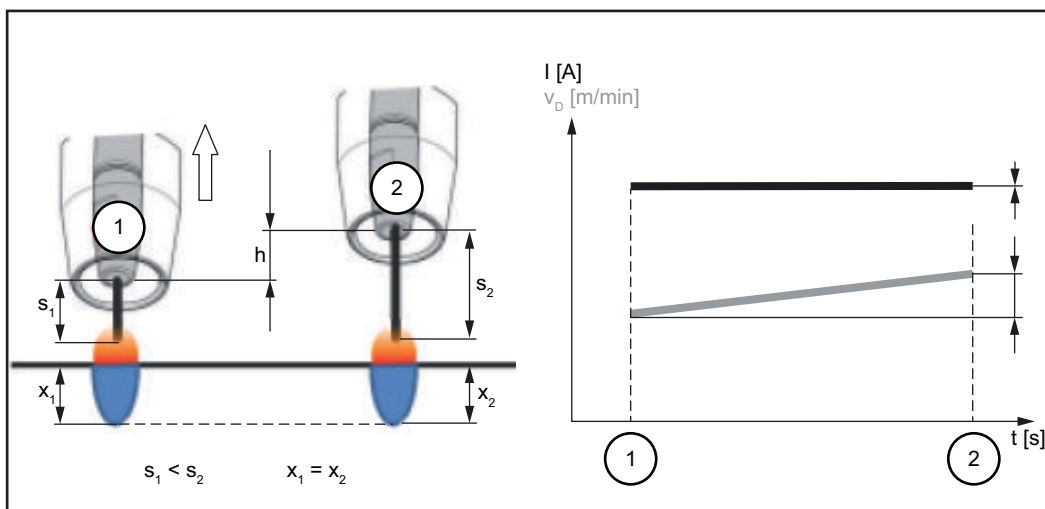 1
2
h
s1
s2
x1
x2
s1 < s2
x1 = x2
I [A]
vD [m/min]
t [s]
1
2